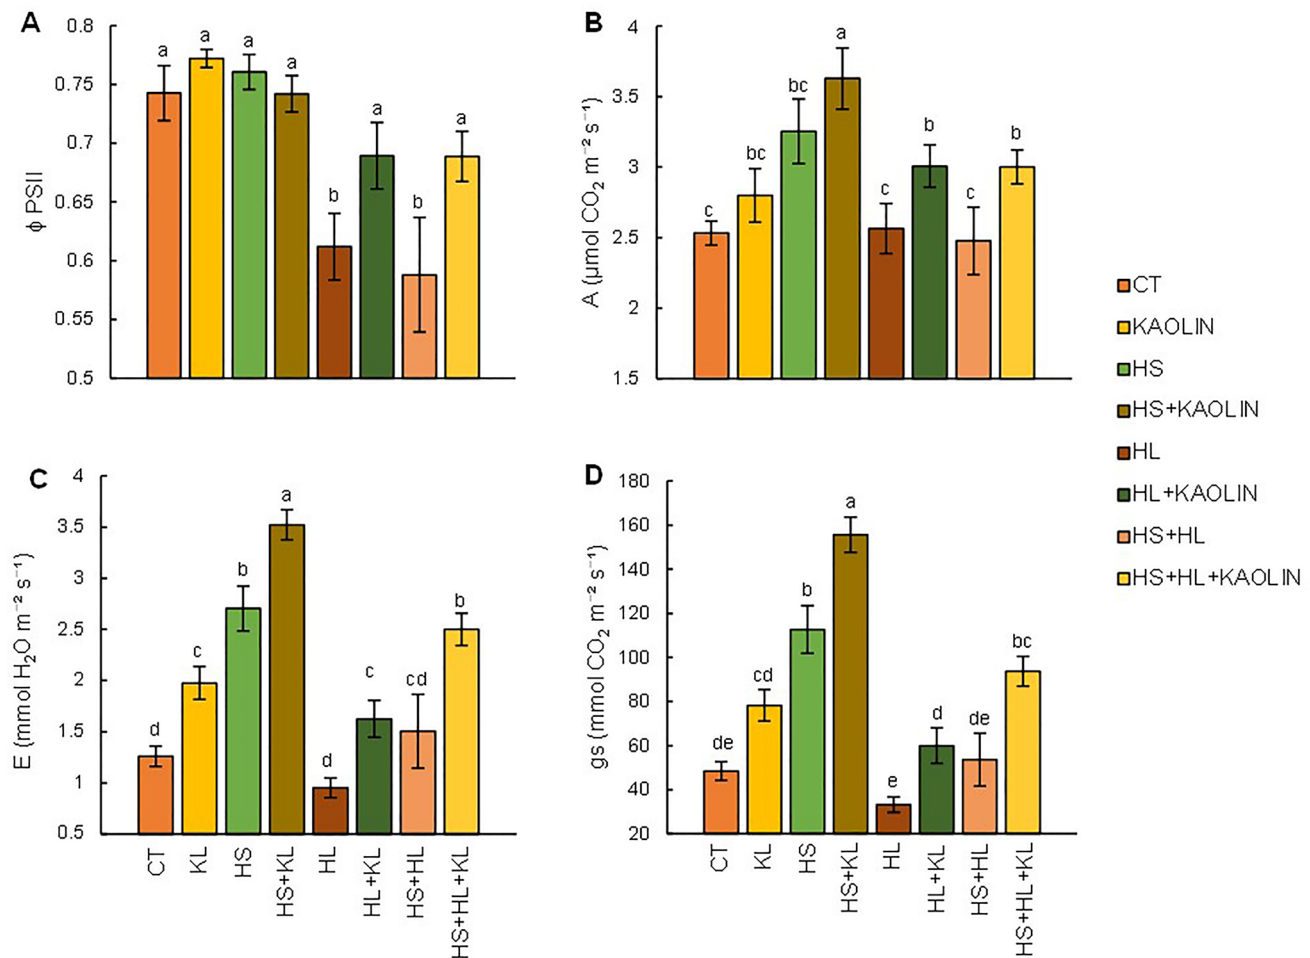 A
0.8
0.75
0.7
0.65
0.6
0.55
0.5
ϕ PSII
a
a
a
a
b
a
b
a
B
4
3.5
3
2.5
2
1.5
A (µmol CO₂ m⁻² s⁻¹)
c
bc
bc
a
c
b
c
b
CT
KAOLIN
HS
HS+KAOLIN
HL
HL+KAOLIN
HS+HL
HS+HL+KAOLIN
C
4
3.5
3
2.5
2
1.5
1
0.5
E (mmol H₂O m⁻² s⁻¹)
d
c
b
a
d
c
cd
b
CT
KL
HS
HS+KL
HL
HL+KL
HS+HL
HS+HL+KL
D
180
160
140
120
100
80
60
40
20
gs (mmol CO₂ m⁻² s⁻¹)
de
cd
b
a
e
d
de
bc
CT
KL
HS
HS+KL
HL
HL+KL
HS+HL
HS+HL+KL